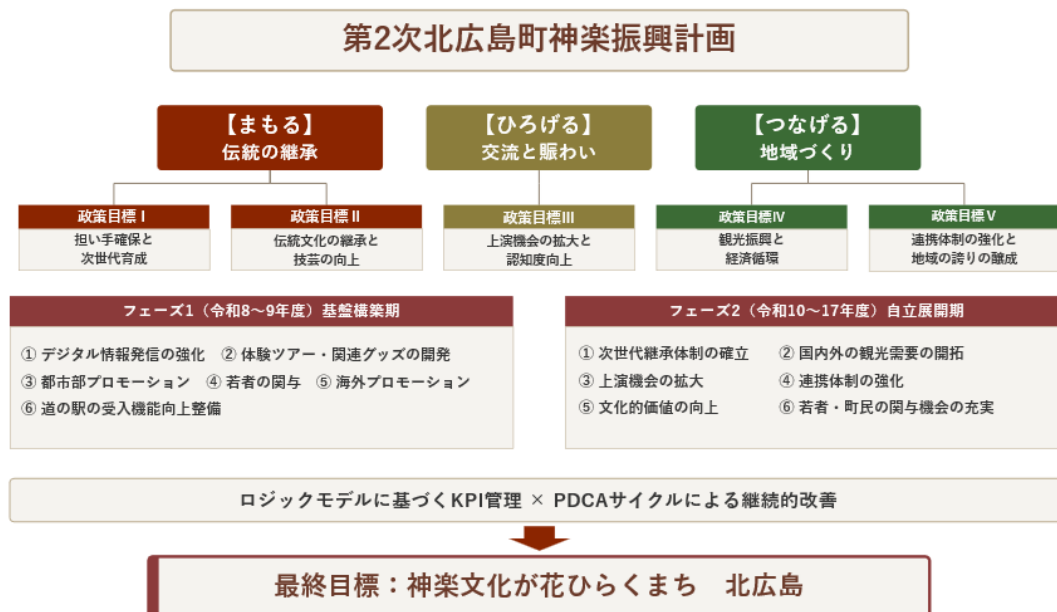 第2次北広島町神楽振興計画
【まもる】
伝統の継承
【ひろげる】
交流と賑わい
【つなげる】
地域づくり
政策目標Ⅰ
担い手確保と
次世代育成
政策目標Ⅱ
伝統文化の継承と
技芸の向上
政策目標Ⅲ
上演機会の拡大と
認知度向上
政策目標Ⅳ
観光振興と
経済循環
政策目標Ⅴ
連携体制の強化と
地域の誇りの醸成
フェーズ1（令和8～9年度）基盤構築期
① デジタル情報発信の強化 ② 体験ツアー・関連グッズの開発
③ 都市部プロモーション ④ 若者の関与 ⑤ 海外プロモーション
⑥ 道の駅の受入機能向上整備
フェーズ2（令和10～17年度）自立展開期
① 次世代継承体制の確立 ② 国内外の観光需要の開拓
③ 上演機会の拡大 ④ 連携体制の強化
⑤ 文化的価値の向上 ⑥ 若者・町民の関与機会の充実
ロジックモデルに基づくKPI管理 × PDCAサイクルによる継続的改善
最終目標：神楽文化が花ひらくまち 北広島